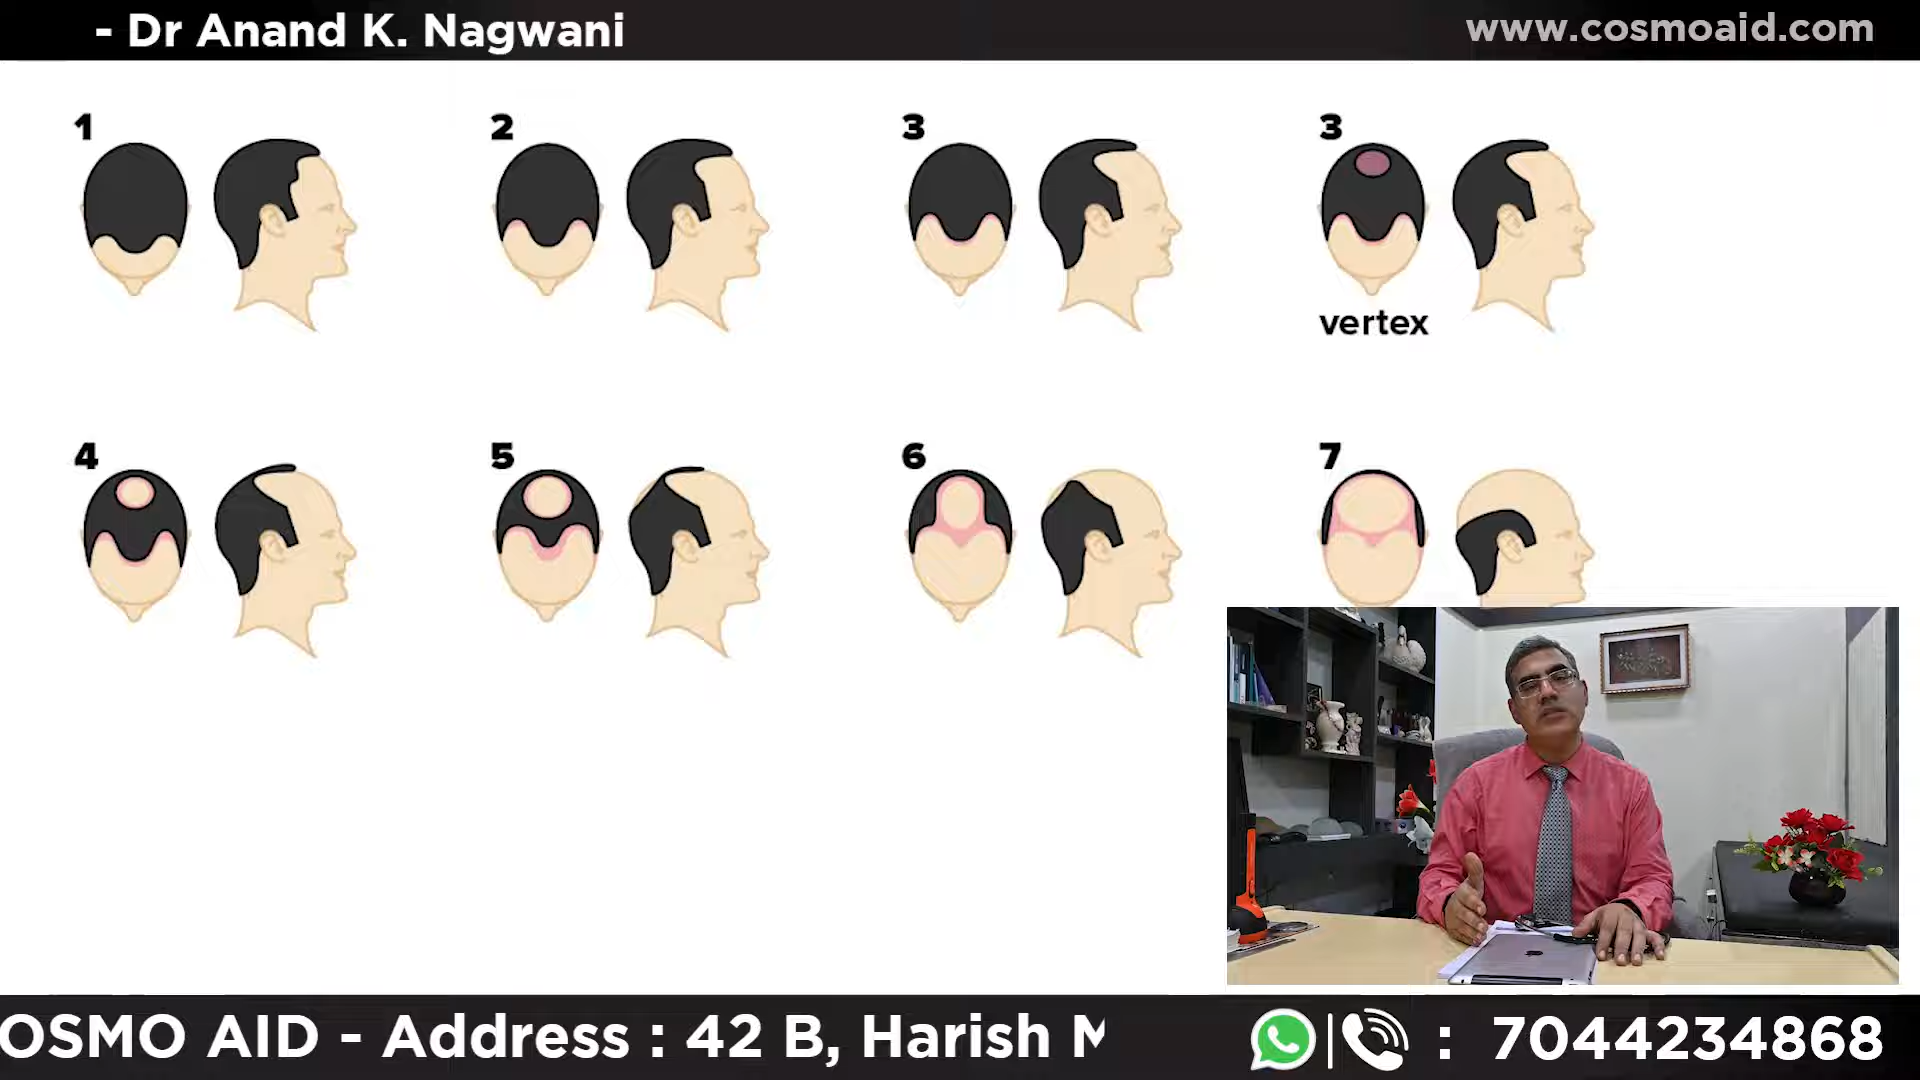 - Dr Anand K. Nagwani
www.cosmoaid.com
1
2
3
3
vertex
4
5
6
7
OSMO AID - Address : 42 B, Harish
: 7044234868